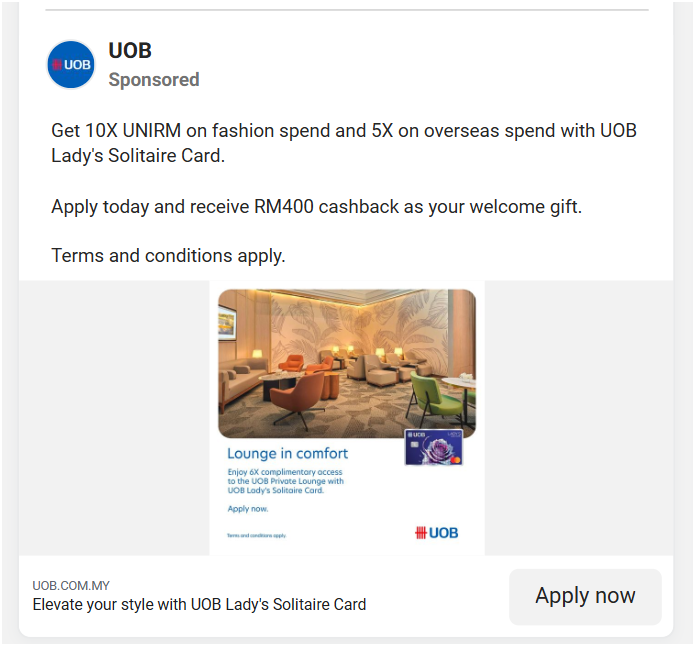 UOB
UOB
Sponsored
Get 10X UNIRM on fashion spend and 5X on overseas spend with UOB
Lady's Solitaire Card.
Apply today and receive RM400 cashback as your welcome gift.
Terms and conditions apply.
Lounge in comfort
Enjoy 6X complimentary access
to the UOB Private Lounge with
UOB Lady's Solitaire Card.
Apply now.
Terms and conditions apply.
UOB
UOB
UOB.COM.MY
Elevate your style with UOB Lady's Solitaire Card
Apply now